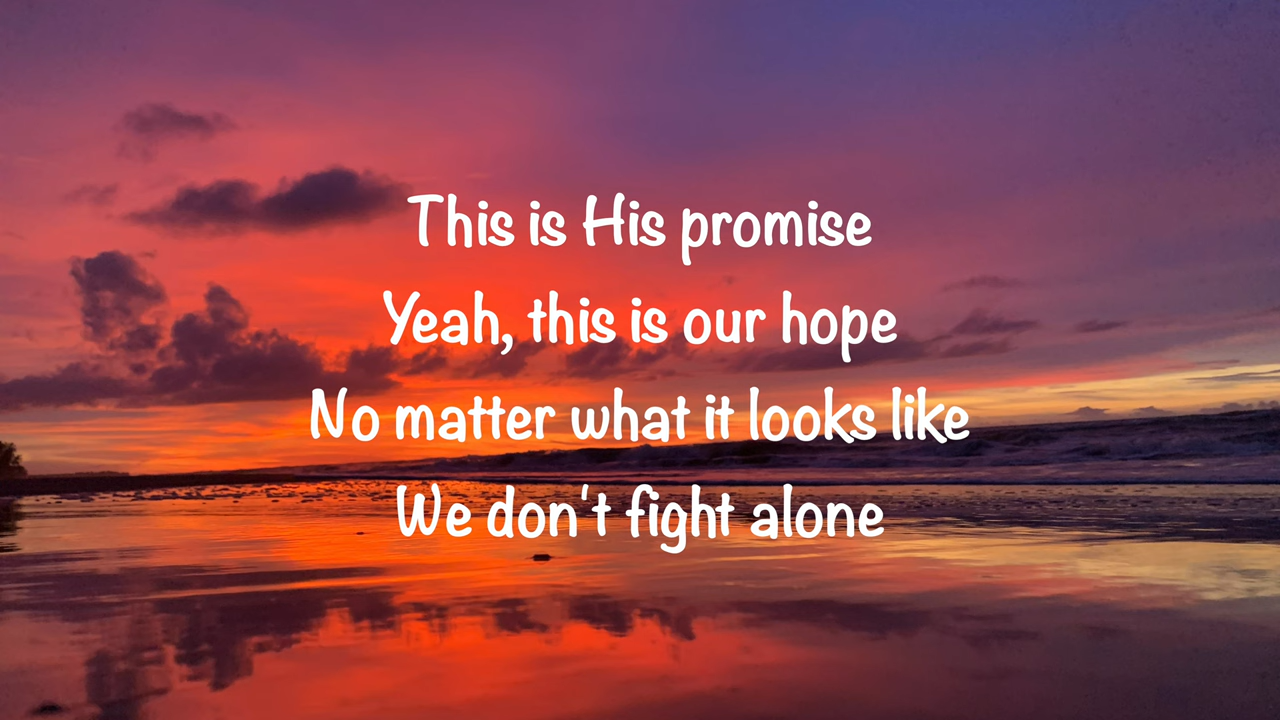 This is His promise
Yeah, this is our hope
No matter what it looks like
We don't fight alone